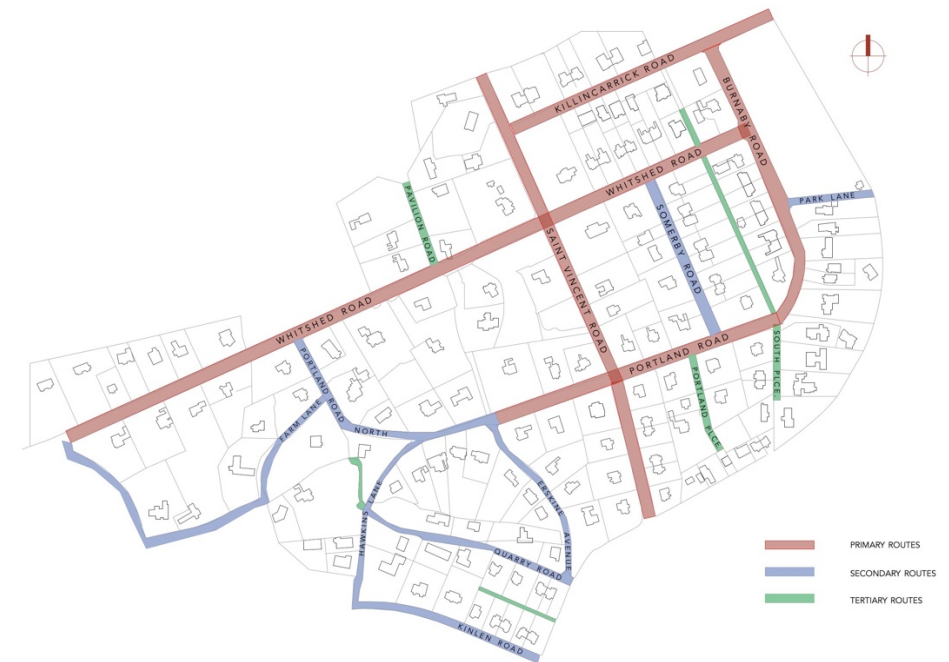 KILLINCARRICK ROAD
BURNABY ROAD
WHITSHED ROAD
PARK LANE
PAVILION ROAD
SOMERBY ROAD
SAINT VINCENT ROAD
WHITSHED ROAD
PORTLAND ROAD
SOUTH PLCE
PORTLAND ROAD
NORTH
PORTLAND PLCE
FARM LANE
HAWKINS LANE
ERSKINE AVENUE
QUARRY ROAD
KINLEN ROAD
PRIMARY ROUTES
SECONDARY ROUTES
TERTIARY ROUTES